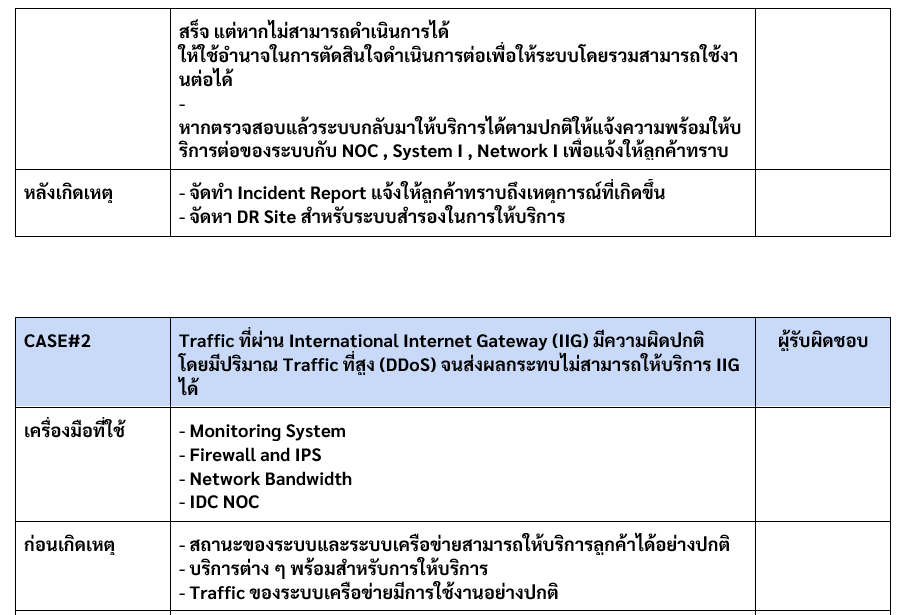 สร็จ แต่หากไม่สามารถดำเนินการได้
ให้ใช้อำนาจในการตัดสินใจดำเนินการต่อเพื่อให้ระบบโดยรวมสามารถใช้งา
นต่อได้
-
หากตรวจสอบแล้วระบบกลับมาให้บริการได้ตามปกติให้แจ้งความพร้อมให้บ
ริการต่อของระบบกับ NOC , System I , Network I เพื่อแจ้งให้ลูกค้าทราบ
หลังเกิดเหตุ
- จัดทำ Incident Report แจ้งให้ลูกค้าทราบถึงเหตุการณ์ที่เกิดขึ้น
- จัดหา DR Site สำหรับระบบสำรองในการให้บริการ
CASE#2
Traffic ที่ผ่าน International Internet Gateway (IIG) มีความผิดปกติ
โดยมีปริมาณ Traffic ที่สูง (DDoS) จนส่งผลกระทบไม่สามารถให้บริการ IIG
ได้
ผู้รับผิดชอบ
เครื่องมือที่ใช้
- Monitoring System
- Firewall and IPS
- Network Bandwidth
- IDC NOC
ก่อนเกิดเหตุ
- สถานะของระบบและระบบเครือข่ายสามารถให้บริการลูกค้าได้อย่างปกติ
- บริการต่าง ๆ พร้อมสำหรับการให้บริการ
- Traffic ของระบบเครือข่ายมีการใช้งานอย่างปกติ